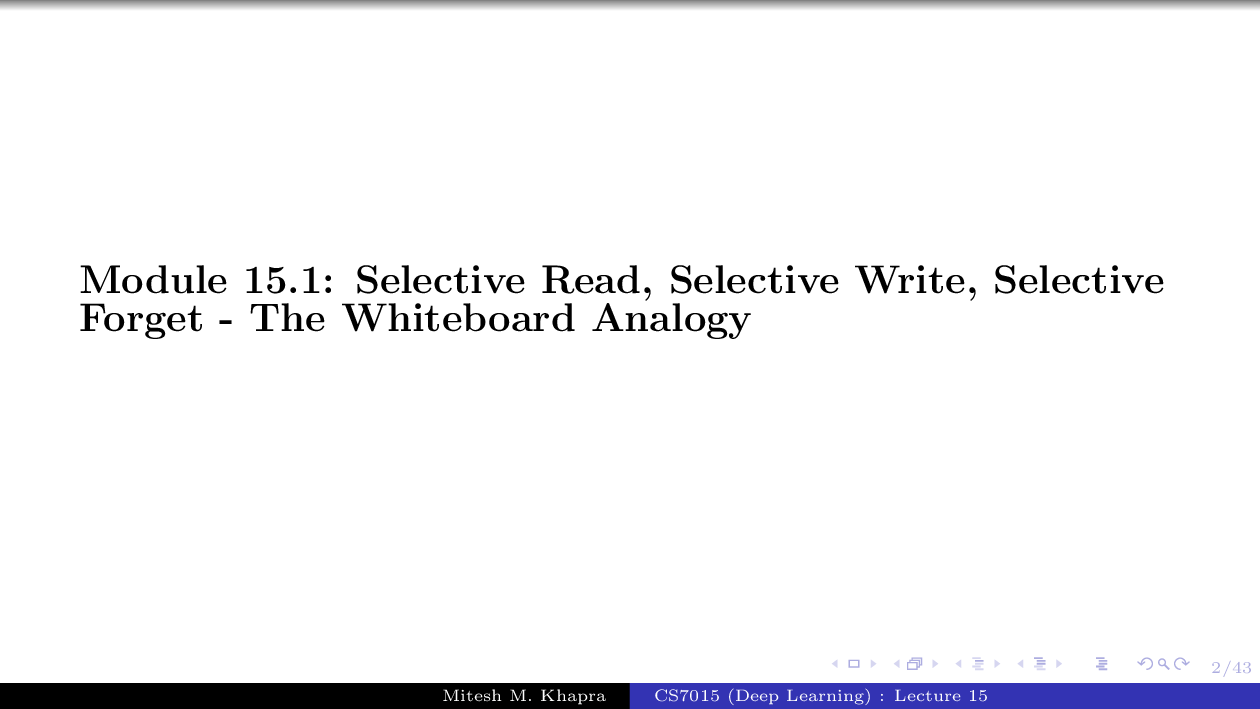 Module 15.1: Selective Read, Selective Write, Selective
Forget - The Whiteboard Analogy
2/43
Mitesh M. Khapra
CS7015 (Deep Learning) : Lecture 15